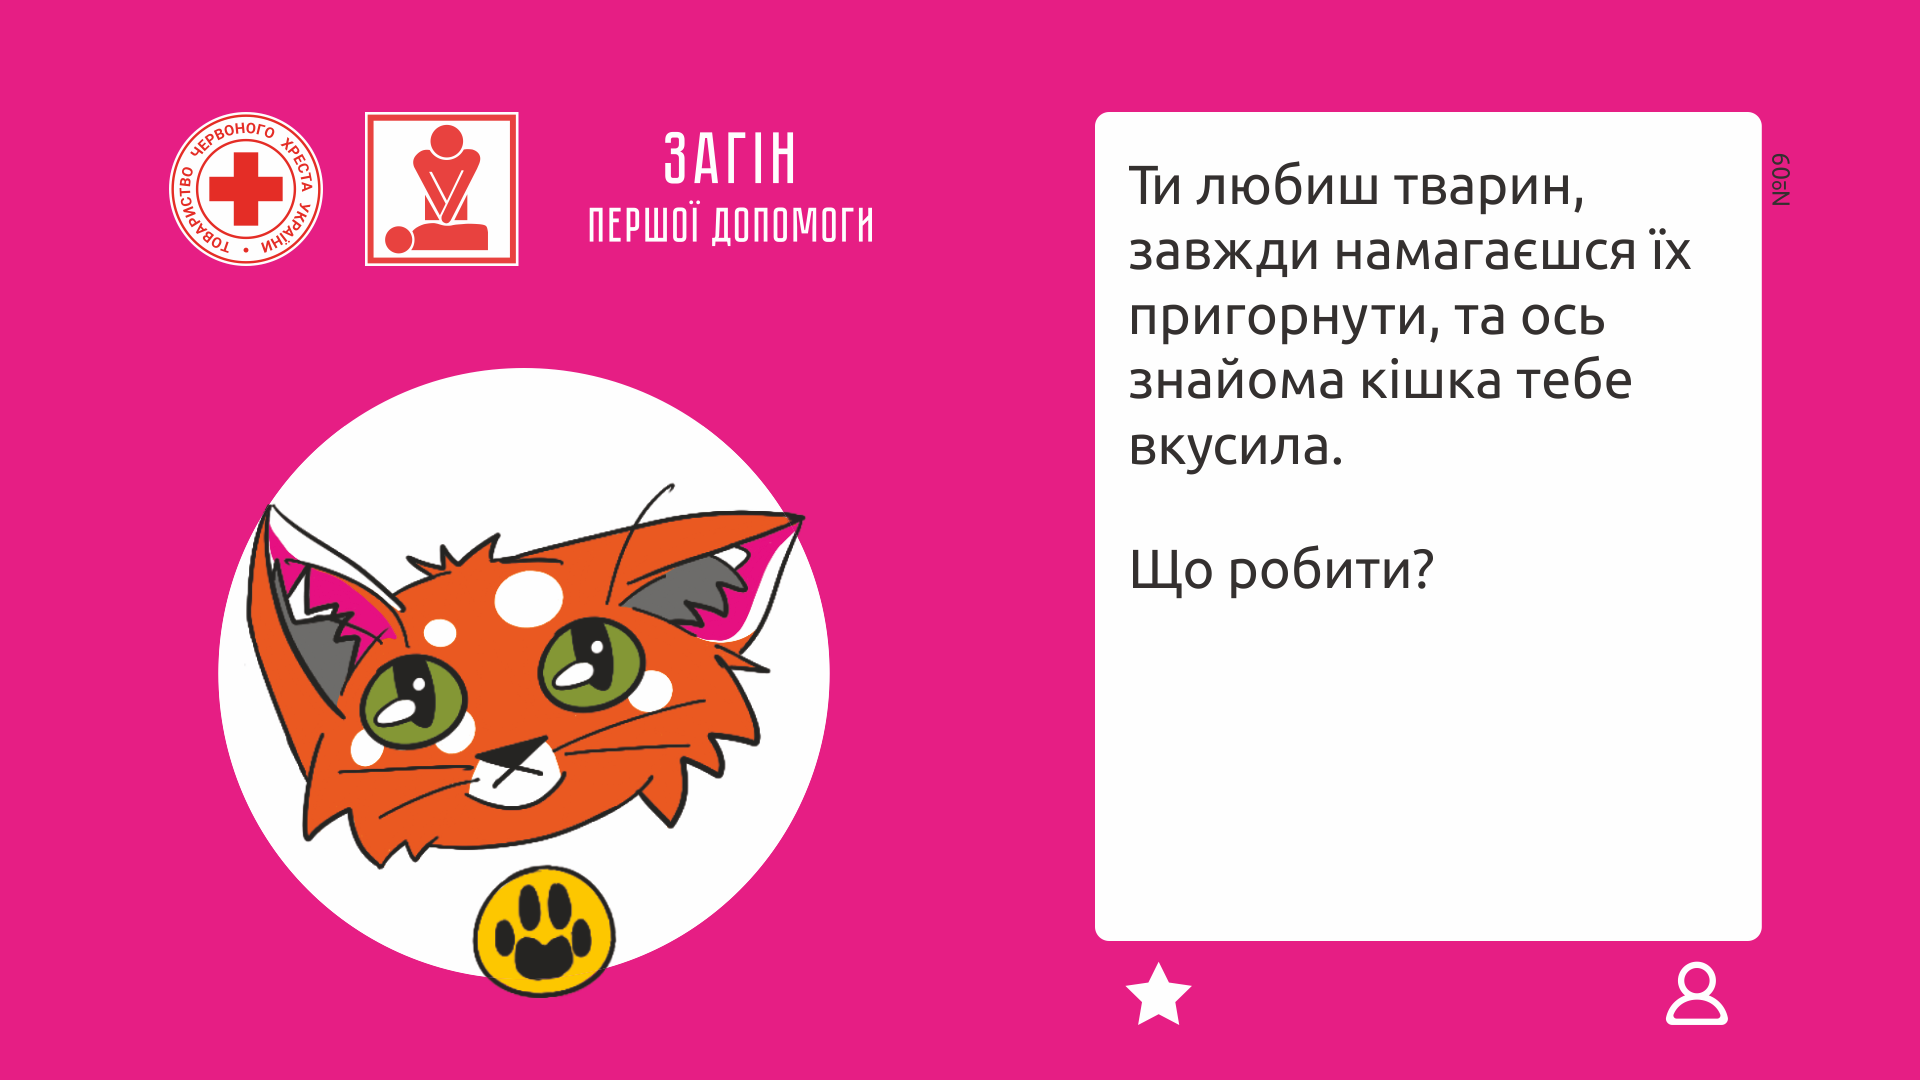 ТОВАРИСТВО ЧЕРВОНОГО ХРЕСТА УКРАЇНИ
ЗАГІН
ПЕРШОЇ ДОПОМОГИ
Ти любиш тварин,
завжди намагаєшся їх
пригорнути, та ось
знайома кішка тебе
вкусила.
Що робити?
№09